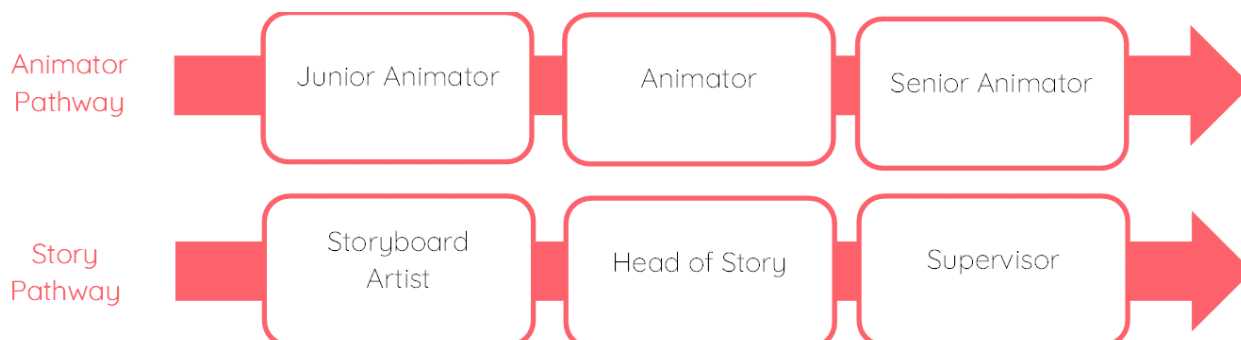 Animator
Pathway
Junior Animator
Animator
Senior Animator
Story
Pathway
Storyboard
Artist
Head of Story
Supervisor